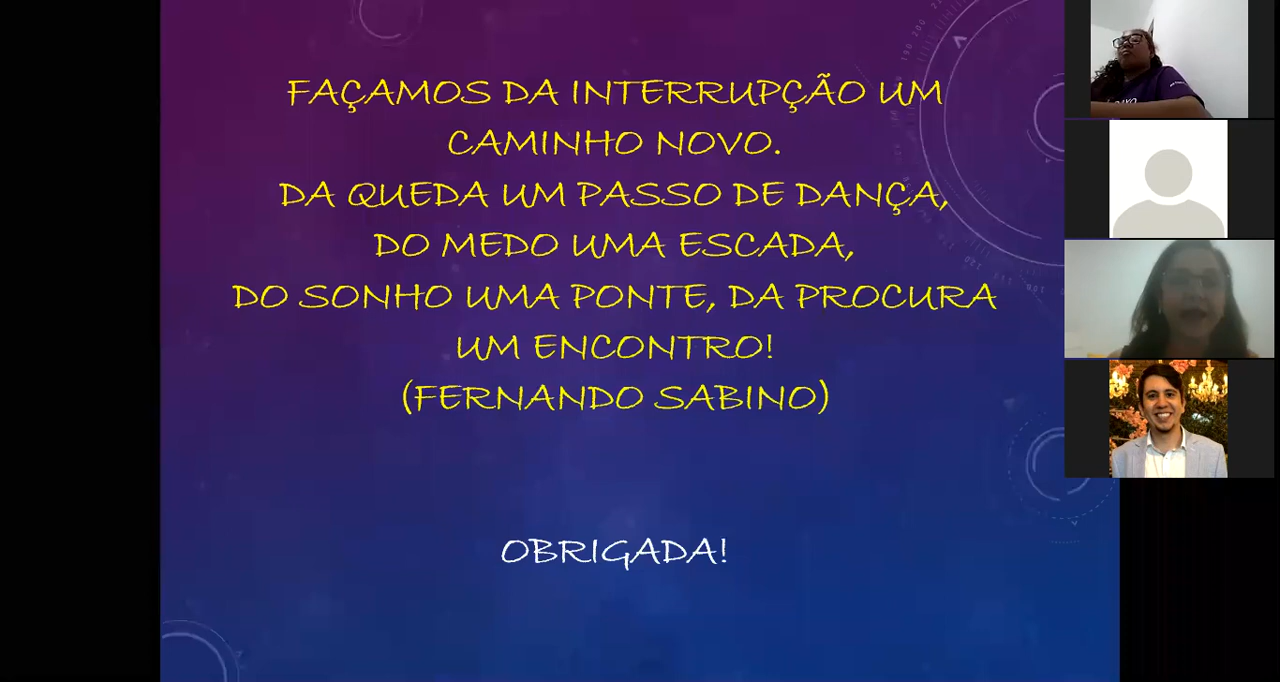 FAÇAMOS DA INTERRUPÇÃO UM
CAMINHO NOVO.
DA QUEDA UM PASSO DE DANÇA,
DO MEDO UMA ESCADA,
DO SONHO UMA PONTE, DA PROCURA
UM ENCONTRO!
(FERNANDO SABINO)
OBRIGADA!